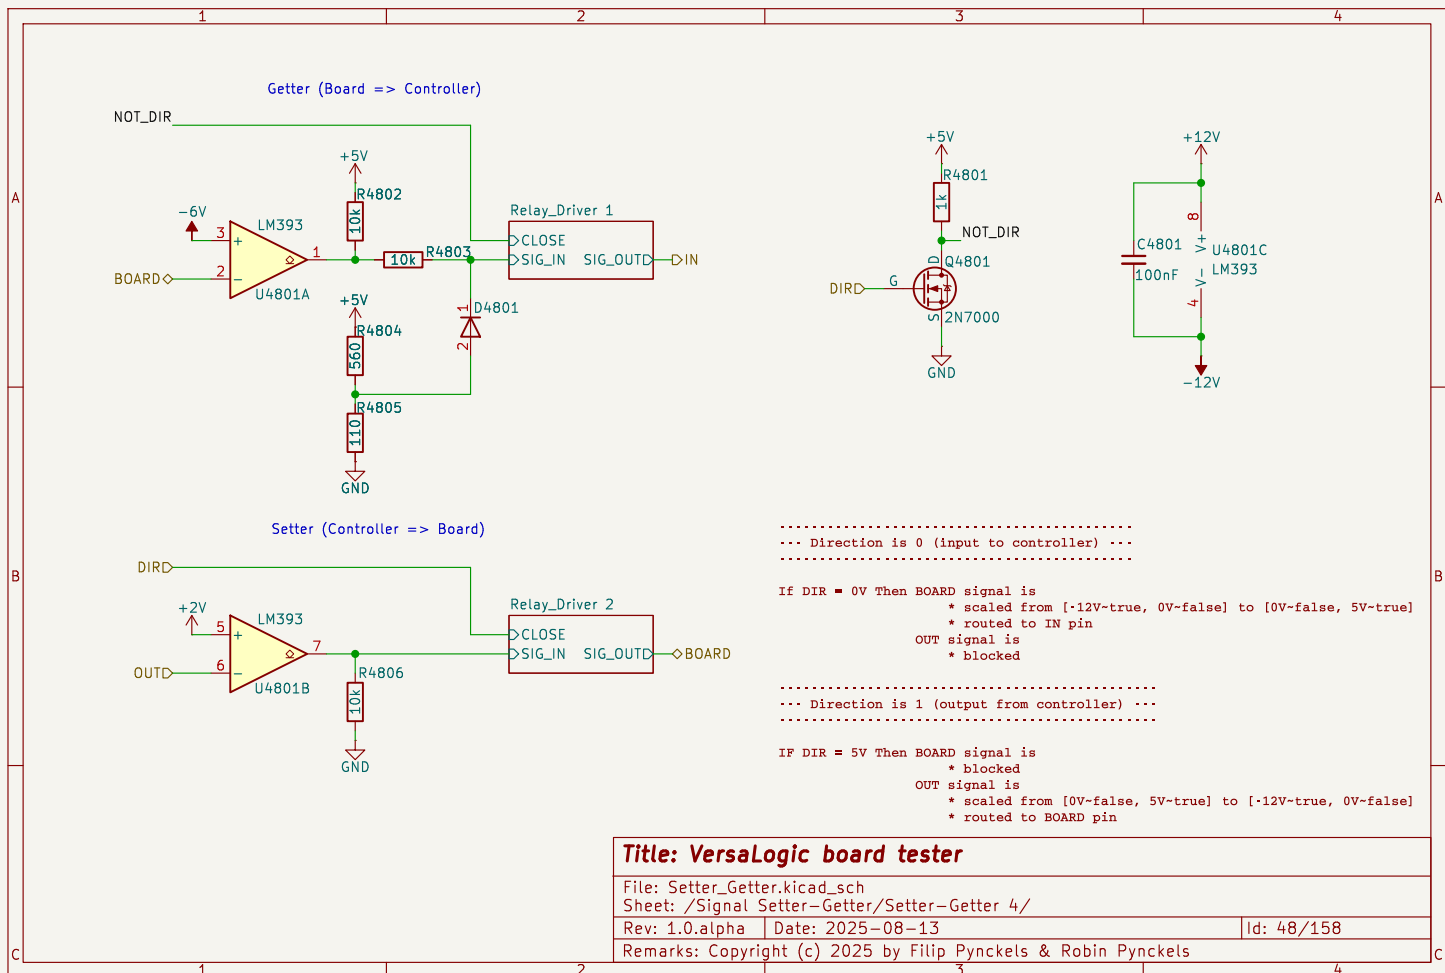 1 2 3 4
Getter (Board => Controller)
NOT_DIR
+5V
R4802
10k
-6V
LM393
3
+
1
2
-
BOARD
U4801A
R4803
10k
Relay_Driver 1
CLOSE
SIG_IN SIG_OUT
IN
+5V
R4804
560
D4801
1
2
R4805
110
GND
+5V
R4801
1k
NOT_DIR
D
Q4801
G
DIR
S
2N7000
GND
+12V
8
V+
C4801
100nF
U4801C
LM393
V-
4
-12V
A A
Setter (Controller => Board)
DIR
+2V
LM393
5
+
7
6
-
OUT
U4801B
R4806
10k
GND
Relay_Driver 2
CLOSE
SIG_IN SIG_OUT
BOARD
B B
--------------------------------------------
--- Direction is 0 (input to controller) ---
--------------------------------------------
If DIR = 0V Then BOARD signal is
* scaled from [-12V~true, 0V~false] to [0V~false, 5V~true]
* routed to IN pin
OUT signal is
* blocked
-----------------------------------------------
--- Direction is 1 (output from controller) ---
-----------------------------------------------
IF DIR = 5V Then BOARD signal is
* blocked
OUT signal is
* scaled from [0V~false, 5V~true] to [-12V~true, 0V~false]
* routed to BOARD pin
Title: VersaLogic board tester
File: Setter_Getter.kicad_sch
Sheet: /Signal Setter-Getter/Setter-Getter 4/
Rev: 1.0.alpha Date: 2025-08-13 Id: 48/158
Remarks: Copyright (c) 2025 by Filip Pynckels & Robin Pynckels
C C
1 2 3 4